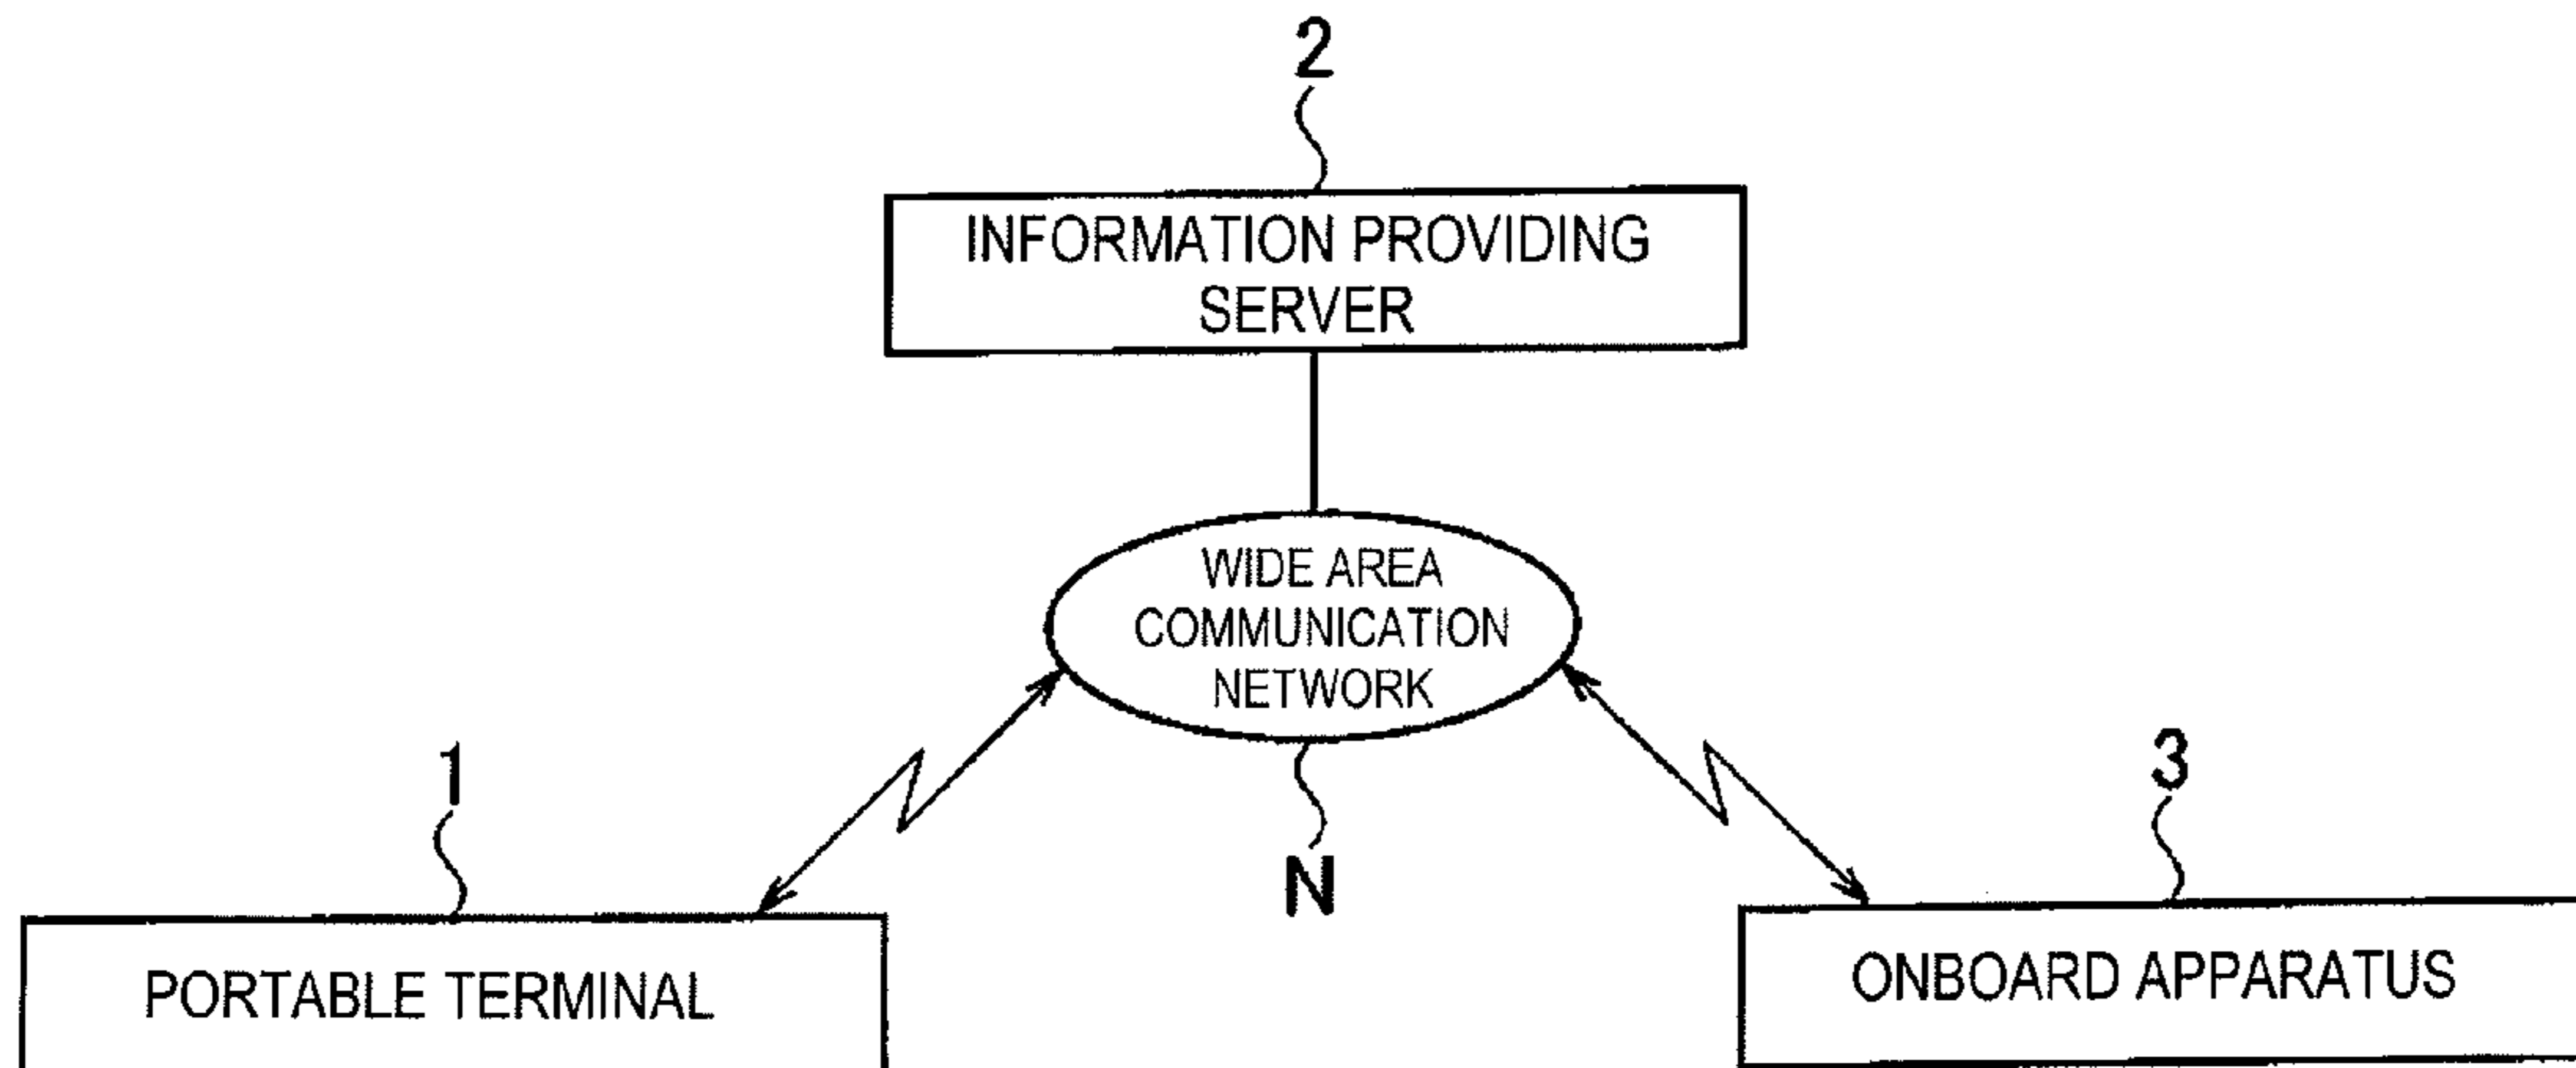 2
INFORMATION PROVIDING
SERVER
WIDE AREA
COMMUNICATION
NETWORK
1
3
N
PORTABLE TERMINAL
ONBOARD APPARATUS